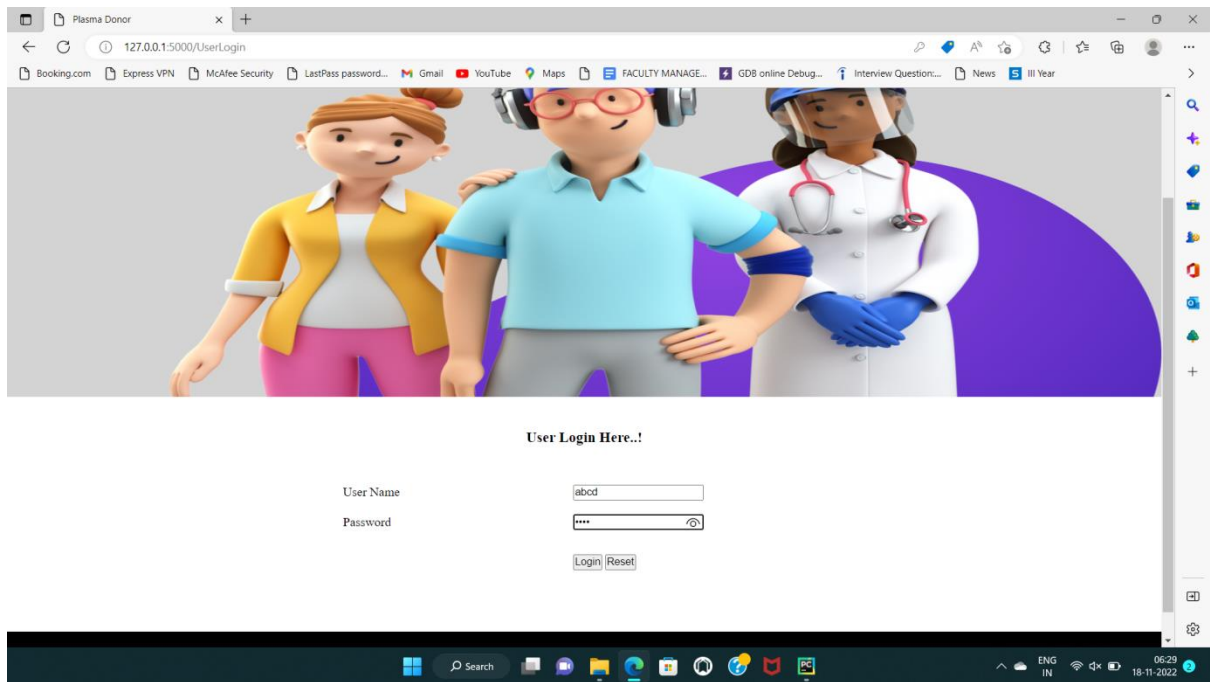 Plasma Donor
127.0.0.1:5000/UserLogin
Booking.com Express VPN McAfee Security LastPass password... Gmail YouTube Maps FACULTY MANAGE... GDB online Debug... Interview Question:... News S III Year
User Login Here..!
User Name abcd
Password ••••
Login Reset
Search
PC
ENG 06:29
IN 18-11-2022 2